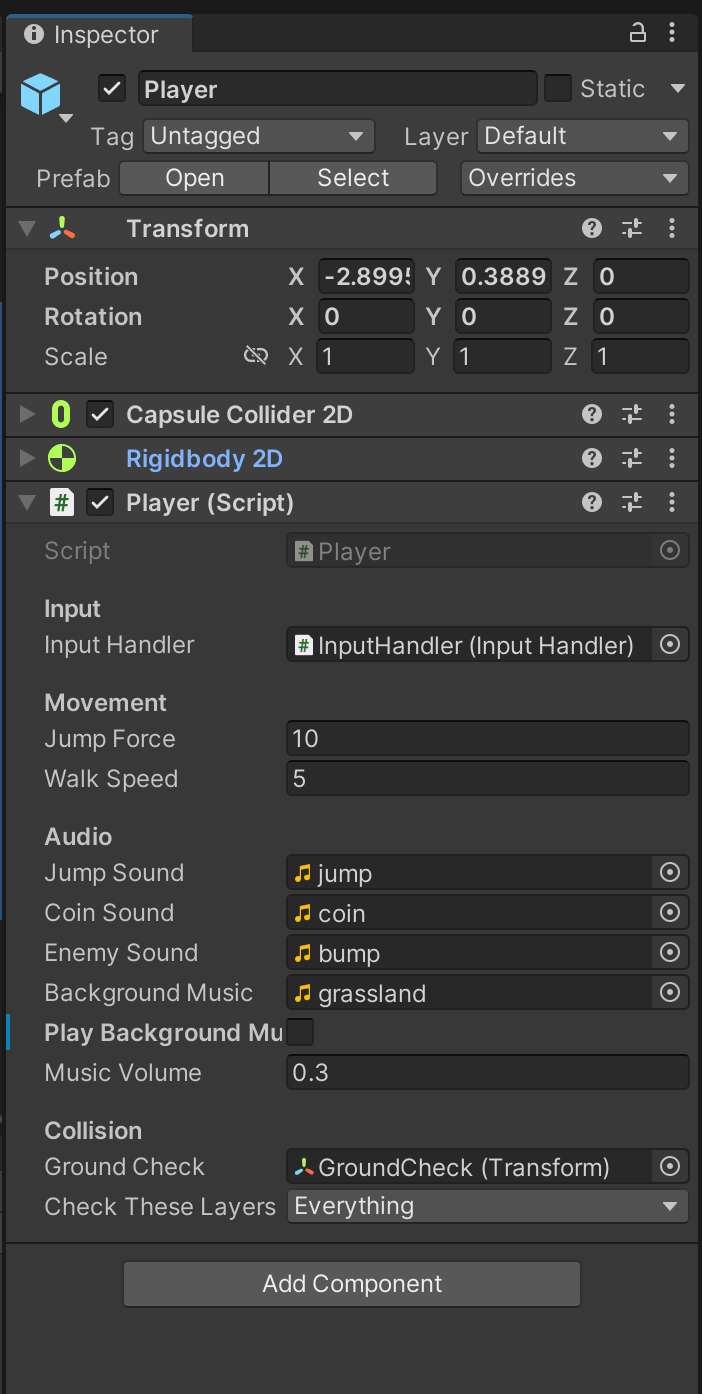 Inspector
Player Static
Tag Untagged Layer Default
Prefab Open Select Overrides
Transform
Position X -2.8995 Y 0.3889 Z 0
Rotation X 0 Y 0 Z 0
Scale X 1 Y 1 Z 1
Capsule Collider 2D
Rigidbody 2D
# Player (Script)
Script # Player
Input
Input Handler # InputHandler (Input Handler)
Movement
Jump Force 10
Walk Speed 5
Audio
Jump Sound jump
Coin Sound coin
Enemy Sound bump
Background Music grassland
Play Background Mu
Music Volume 0.3
Collision
Ground Check GroundCheck (Transform)
Check These Layers Everything
Add Component